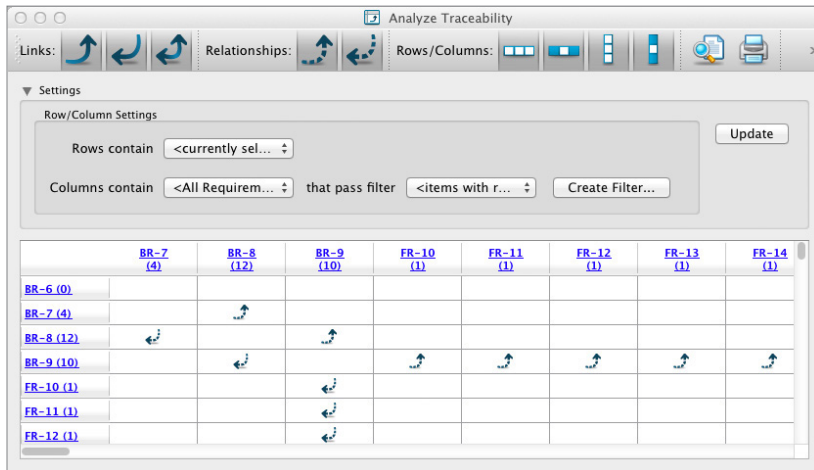 Analyze Traceability
Links: Relationships: Rows/Columns:
Settings
Row/Column Settings
Update
Rows contain <currently sel...
Columns contain <All Requirem... that pass filter <items with r... Create Filter...
BR-7 BR-8 BR-9 FR-10 FR-11 FR-12 FR-13 FR-14
(4) (12) (10) (1) (1) (1) (1) (1)
BR-6 (0)
BR-7 (4)
BR-8 (12)
BR-9 (10)
FR-10 (1)
FR-11 (1)
FR-12 (1)